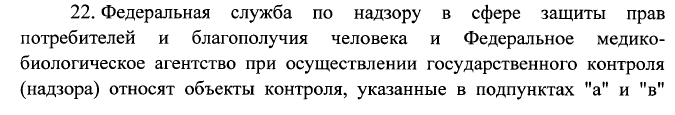 22. Федеральная служба по надзору в сфере защиты прав
потребителей и благополучия человека и Федеральное медико-
биологическое агентство при осуществлении государственного контроля
(надзора) относят объекты контроля, указанные в подпунктах "а" и "в"